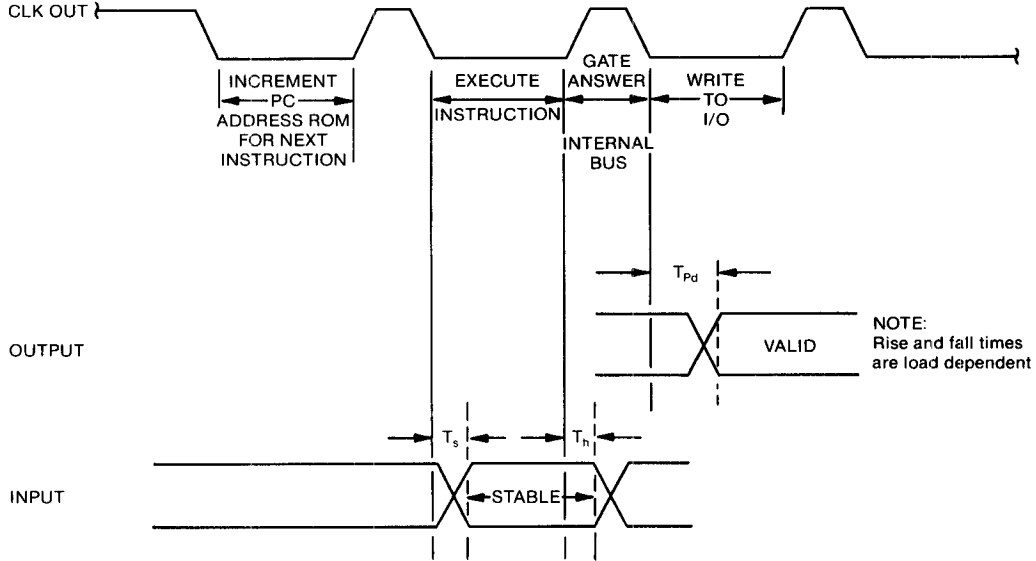 CLK OUT
INCREMENT
PC
ADDRESS ROM
FOR NEXT
INSTRUCTION
EXECUTE
INSTRUCTION
GATE
ANSWER
INTERNAL
BUS
WRITE
TO
I/O
TPd
OUTPUT
VALID
NOTE:
Rise and fall times
are load dependent
Ts
Th
INPUT
STABLE